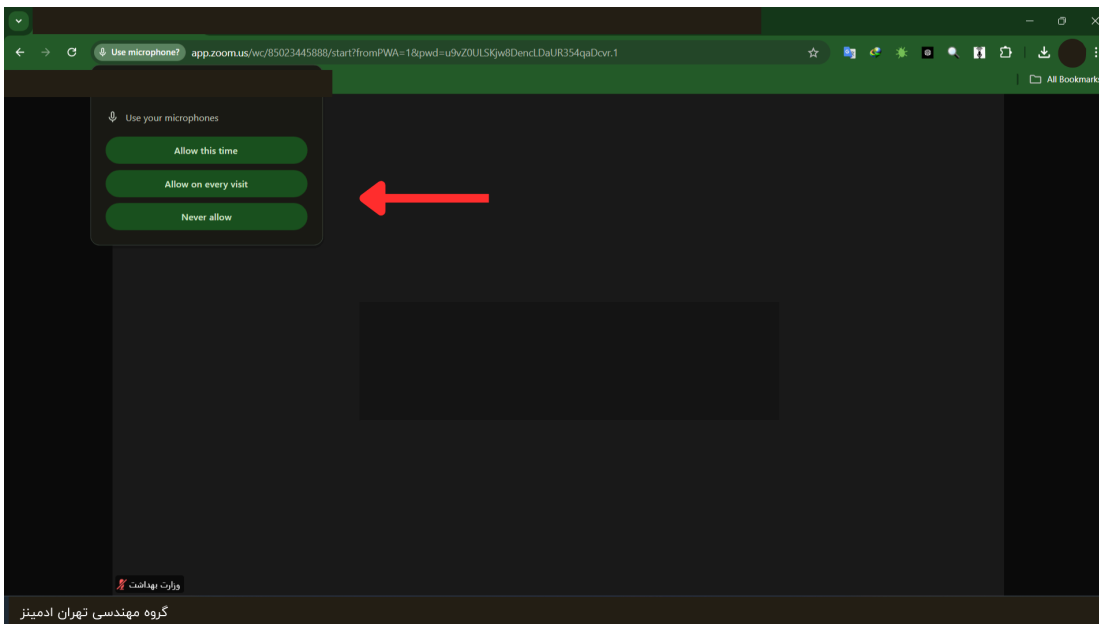 Use microphone?
app.zoom.us/wc/85023445888/start?fromPWA=1&pwd=u9vZ0ULSKjw8DencLDaUR354qaDcvr.1
All Bookmarks
Use your microphones
Allow this time
Allow on every visit
Never allow
وزارت بهداشت
گروه مهندسی تهران ادمینز